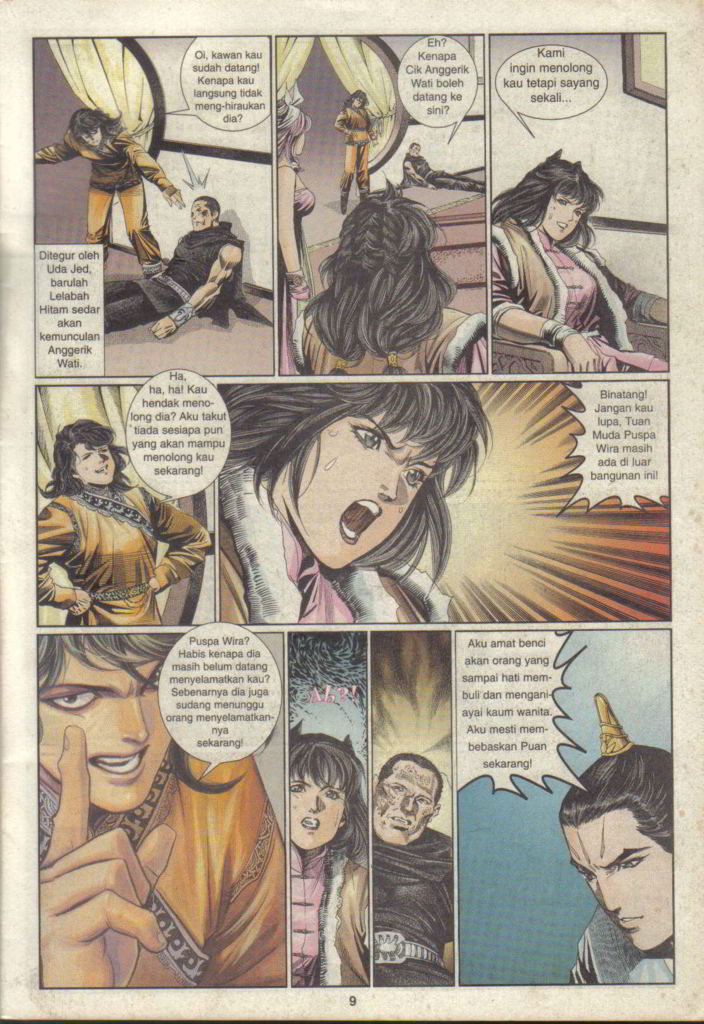 Oi, kawan kau
sudah datang!
Kenapa kau
langsung tidak
meng-hiraukan
dia?
Ditegur oleh
Uda Jed,
barulah
Lelabah
Hitam sedar
akan
kemunculan
Anggerik
Wati.
Eh?
Kenapa
Cik Anggerik
Wati boleh
datang ke
sini?
Kami
ingin menolong
kau tetapi sayang
sekali...
Ha,
ha, ha! Kau
hendak meno-
long dia? Aku takut
tiada sesiapa pun
yang akan mampu
menolong kau
sekarang!
Binatang!
Jangan kau
lupa, Tuan
Muda Puspa
Wira masih
ada di luar
bangunan ini!
Puspa Wira?
Habis kenapa dia
masih belum datang
menyelamatkan kau?
Sebenarnya dia juga
sudang menunggu
orang menyelamatkan-
nya
sekarang!
AH?!
Aku amat benci
akan orang yang
sampai hati mem-
buli dan mengani-
ayai kaum wanita.
Aku mesti mem-
bebaskan Puan
sekarang!
9